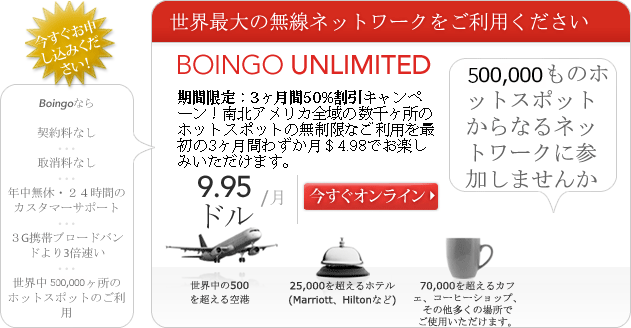 今すぐお申
し込みくだ
さい!
Boingoなら
契約料なし
取消料なし
年中無休・２４時間の
カスタマーサポート
３G携帯ブロードバン
ドより3倍速い
世界中 500,000ヶ所の
ホットスポットのご利
用
世界最大の無線ネットワークをご利用ください
BOINGO UNLIMITED
期間限定：3ヶ月間50%割引キャンペ
ーン！南北アメリカ全域の数千ヶ所の
ホットスポットの無制限なご利用を最
初の3ヶ月間わずか月＄4.98でお楽し
みいただけます。
9.95
ドル
/月
今すぐオンライン
500,000ものホ
ットスポット
からなるネッ
トワークに参
加しませんか
世界中の500
を超える空港
25,000を超えるホテル
(Marriott、Hiltonなど)
70,000を超えるカフ
ェ、コーヒーショップ、
その他多くの場所で
ご使用いただけます。